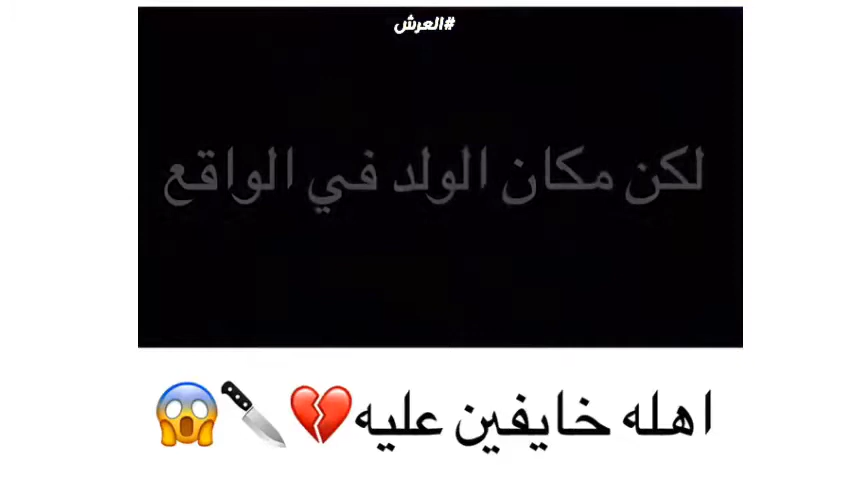 #العرش
لكن مكان الولد في الواقع
اهله خايفين عليه💔🔪😱